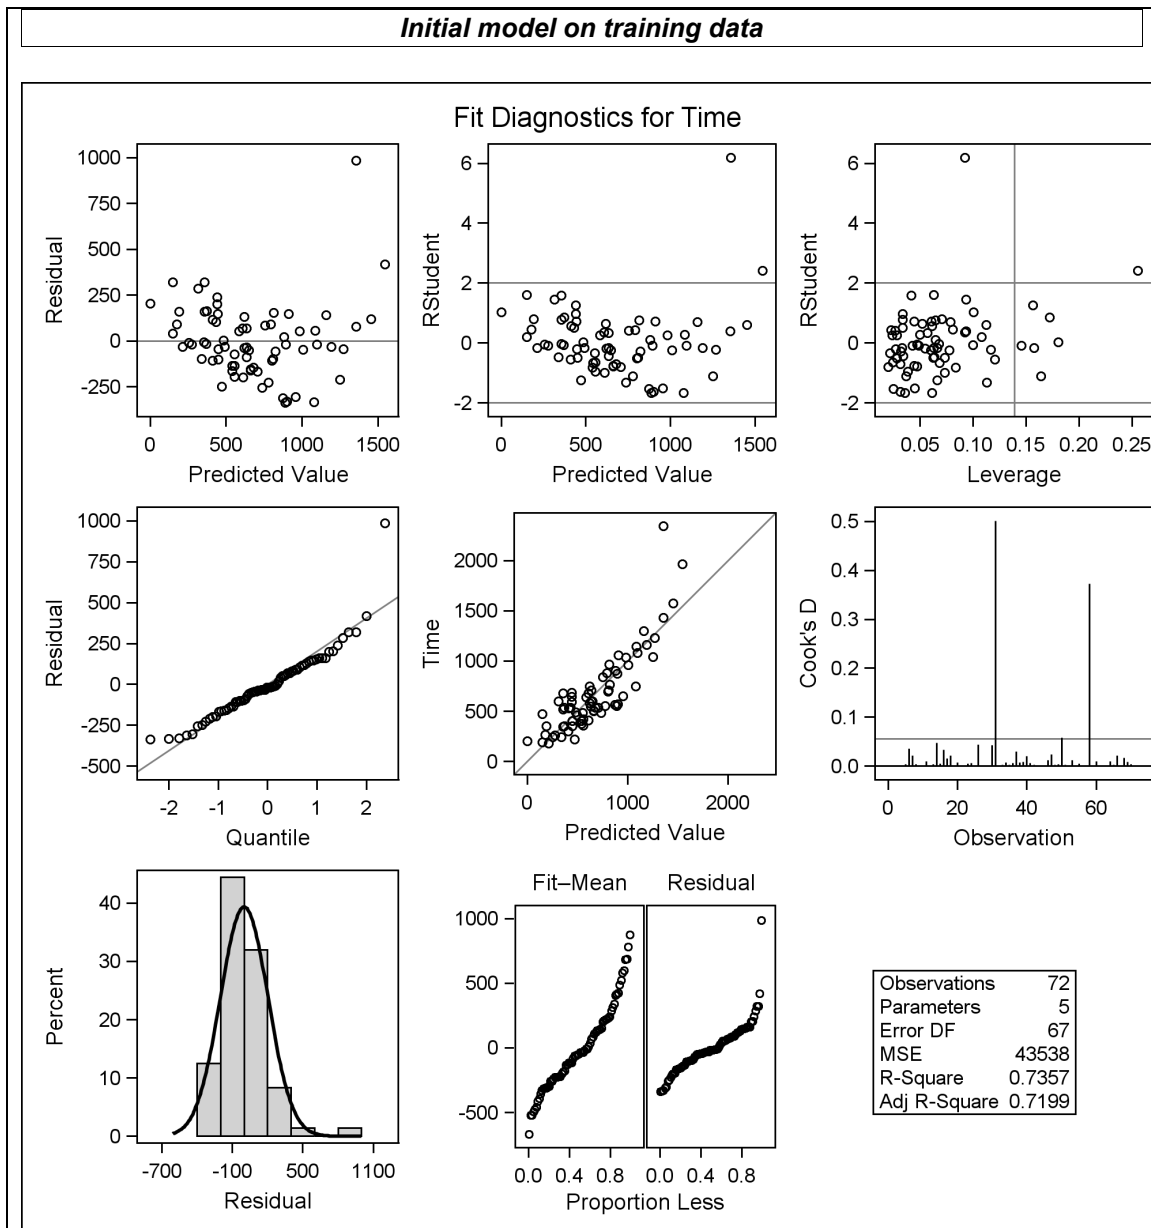 Initial model on training data
Fit Diagnostics for Time
1000
750
500
250
0
-250
Residual
0 500 1000 1500
Predicted Value
6
4
2
0
-2
RStudent
0 500 1000 1500
Predicted Value
6
4
2
0
-2
RStudent
0.05 0.10 0.15 0.20 0.25
Leverage
1000
750
500
250
0
-250
-500
Residual
-2 -1 0 1 2
Quantile
2000
1500
1000
500
0
Time
0 1000 2000
Predicted Value
0.5
0.4
0.3
0.2
0.1
0.0
Cook's D
0 20 40 60
Observation
40
30
20
10
0
Percent
-700 -100 500 1100
Residual
Fit–Mean Residual
1000
500
0
-500
0.0 0.4 0.8 0.0 0.4 0.8
Proportion Less
Observations 72
Parameters 5
Error DF 67
MSE 43538
R-Square 0.7357
Adj R-Square 0.7199